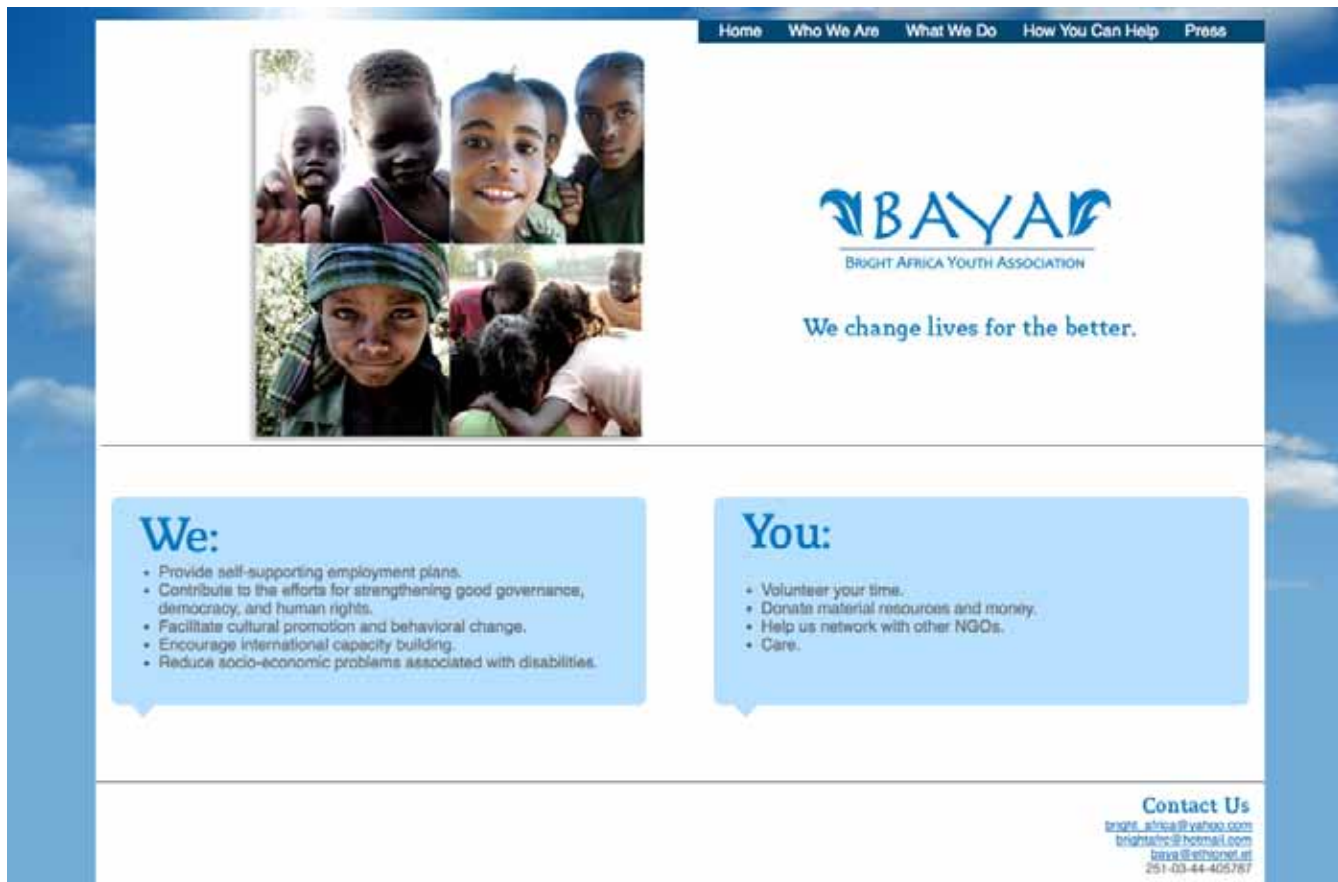 Home Who We Are What We Do How You Can Help Press
BAYA
BRIGHT AFRICA YOUTH ASSOCIATION
We change lives for the better.
We:
• Provide self-supporting employment plans.
• Contribute to the efforts for strengthening good governance,
democracy, and human rights.
• Facilitate cultural promotion and behavioral change.
• Encourage international capacity building.
• Reduce socio-economic problems associated with disabilities.
You:
• Volunteer your time.
• Donate material resources and money.
• Help us network with other NGOs.
• Care.
Contact Us
bright_africa@yahoo.com
brightafrc@hotmail.com
baya@ethionet.et
251-03-44-405787